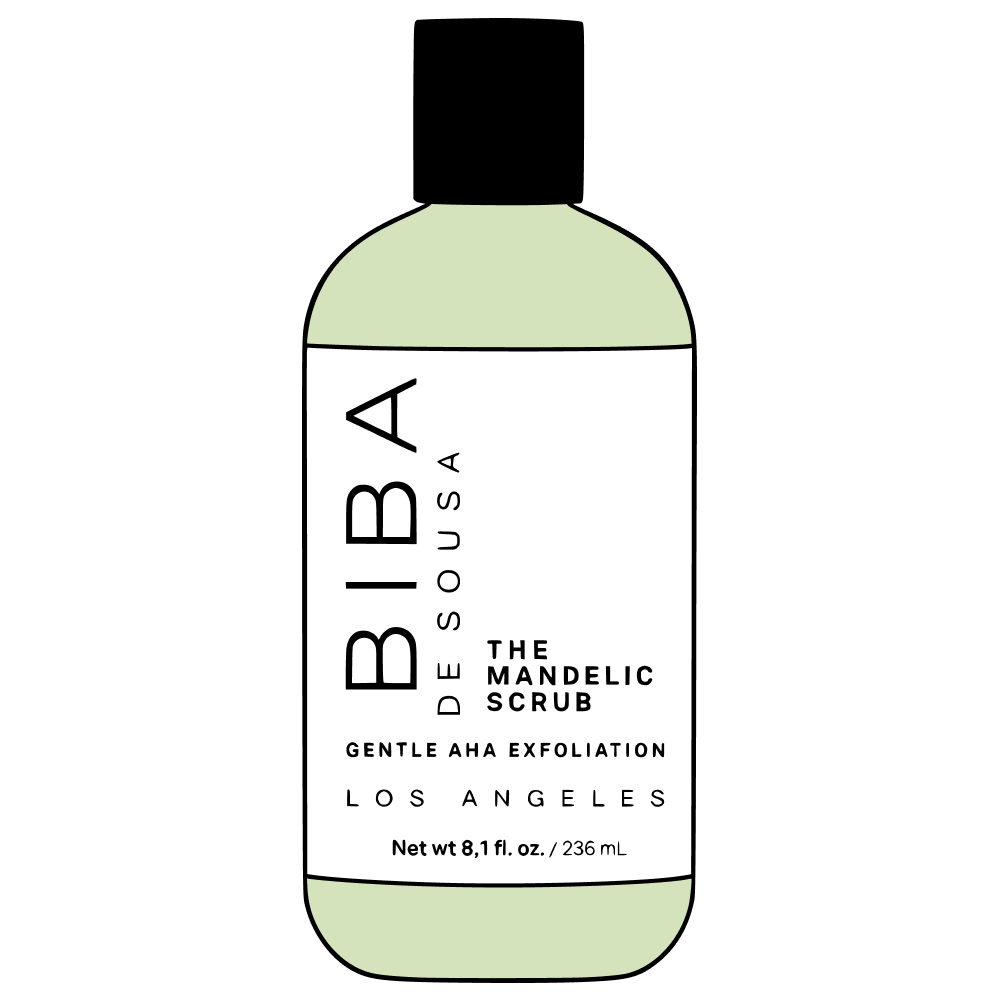 BIBA
DE SOUSA
THE
MANDELIC
SCRUB
GENTLE AHA EXFOLIATION
LOS ANGELES
Net wt 8,1 fl. oz. / 236 mL